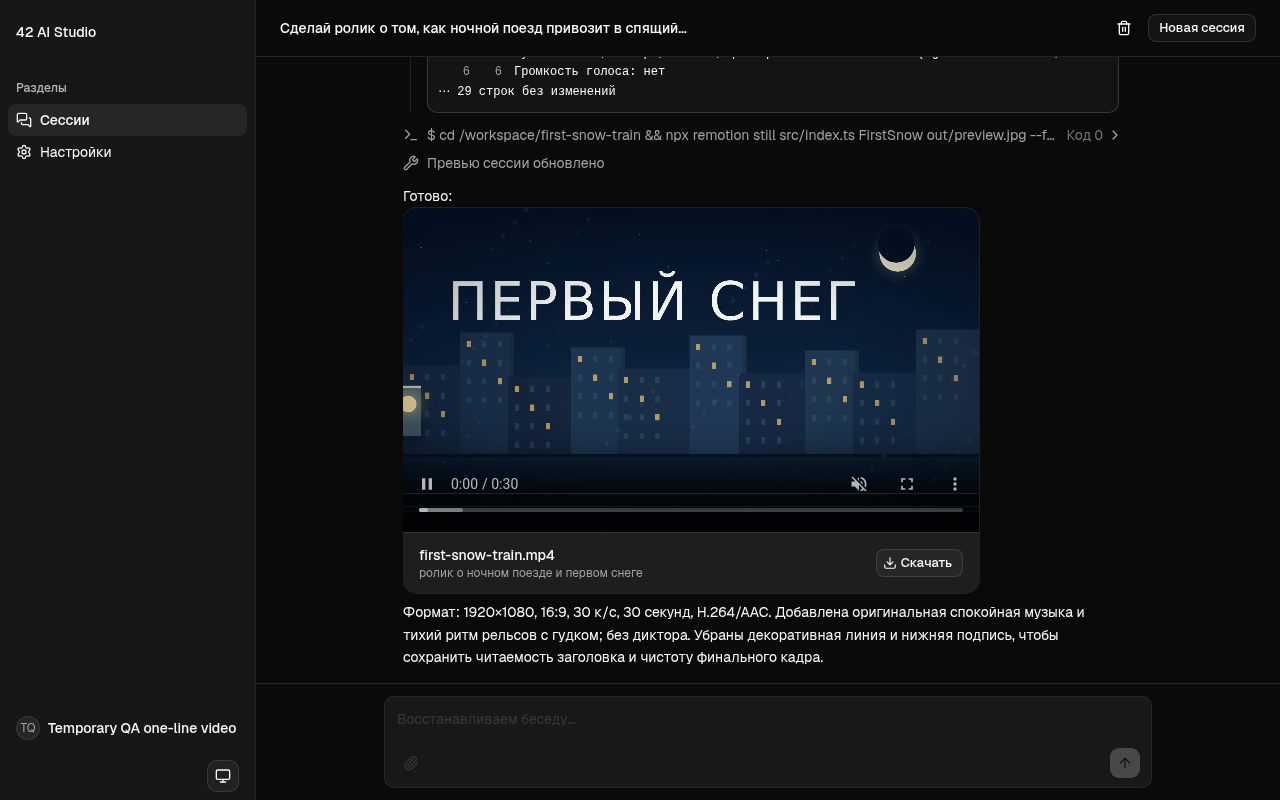 42 AI Studio
Разделы
Сессии
Настройки
Temporary QA one-line video
TQ
Сделай ролик о том, как ночной поезд привозит в спящий…
Новая сессия
6 6 Громкость голоса: нет
⋯ 29 строк без изменений
$ cd /workspace/first-snow-train && npx remotion still src/index.ts FirstSnow out/preview.jpg --f… Код 0
Превью сессии обновлено
Готово:
ПЕРВЫЙ СНЕГ
0:00 / 0:30
first-snow-train.mp4
ролик о ночном поезде и первом снеге
Скачать
Формат: 1920×1080, 16:9, 30 к/с, 30 секунд, H.264/AAC. Добавлена оригинальная спокойная музыка и
тихий ритм рельсов с гудком; без диктора. Убраны декоративная линия и нижняя подпись, чтобы
сохранить читаемость заголовка и чистоту финального кадра.
Восстанавливаем беседу…